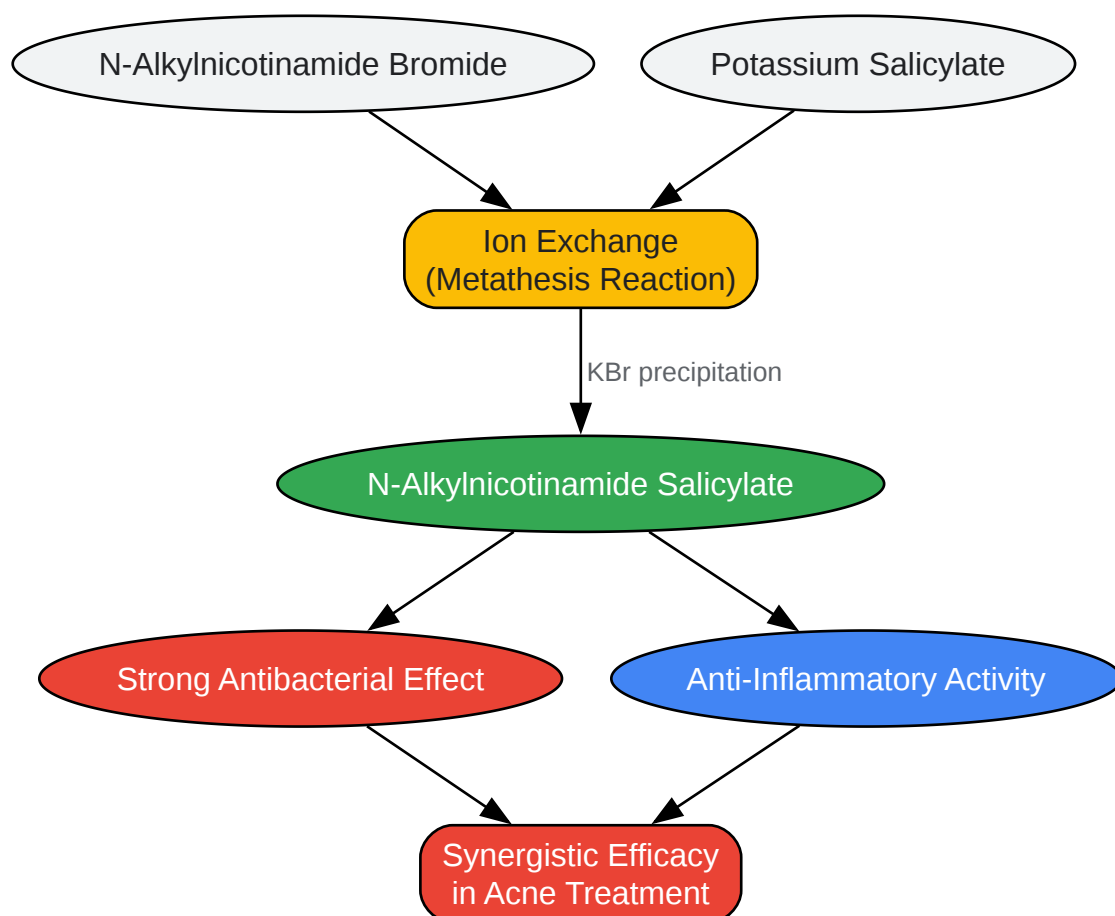 N-Alkylnicotinamide Bromide
Potassium Salicylate
Ion Exchange
(Metathesis Reaction)
KBr precipitation
N-Alkylnicotinamide Salicylate
Strong Antibacterial Effect
Anti-Inflammatory Activity
Synergistic Efficacy
in Acne Treatment